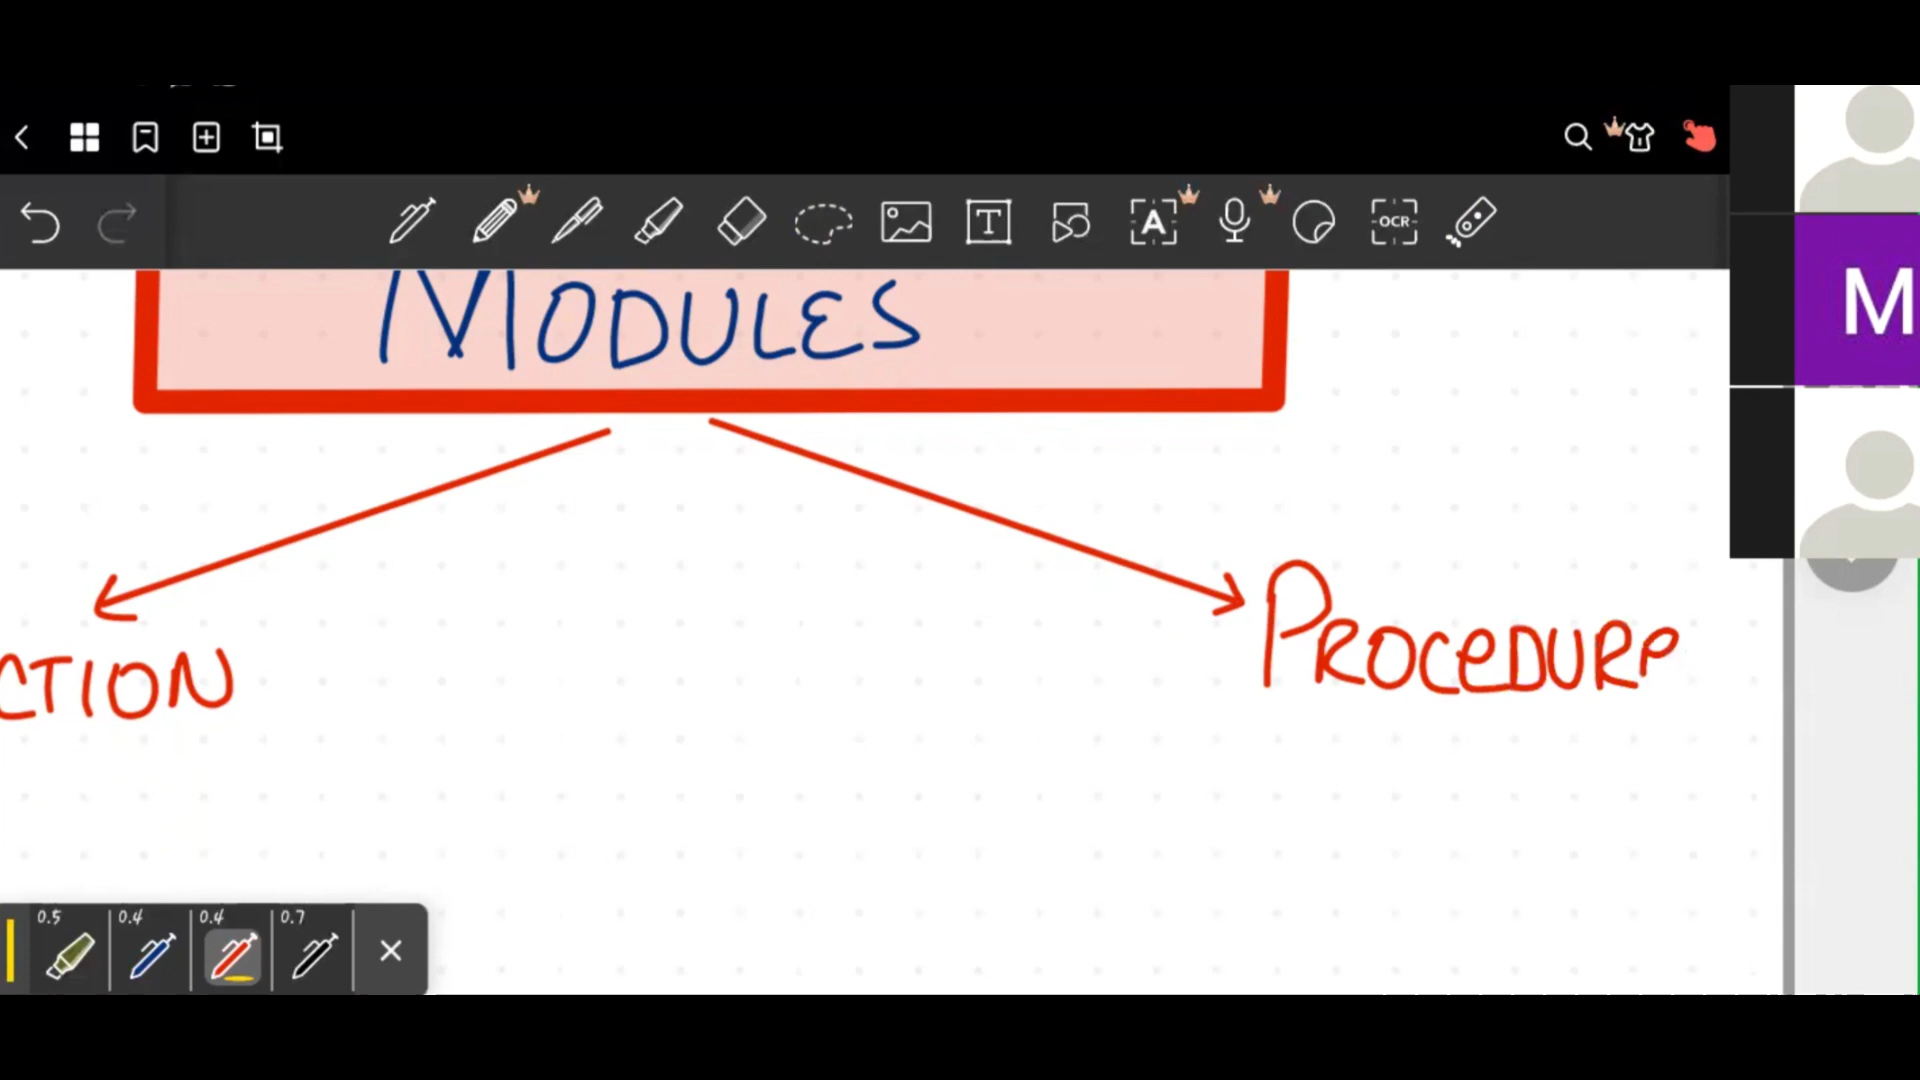 OCR
A
T
M
MODULES
CTION
PROCEDURE
0.5 0.4 0.4 0.7